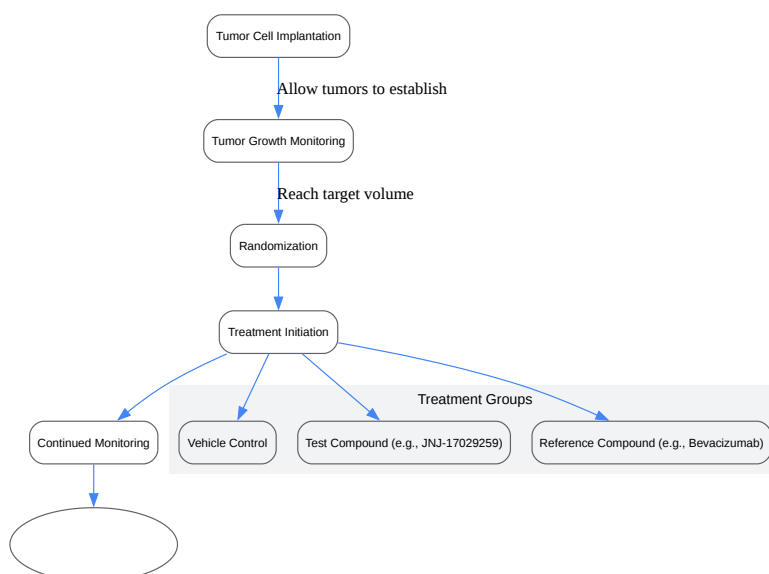 Tumor Cell Implantation
Allow tumors to establish
Tumor Growth Monitoring
Reach target volume
Randomization
Treatment Initiation
Treatment Groups
Continued Monitoring
Vehicle Control
Test Compound (e.g., JNJ-17029259)
Reference Compound (e.g., Bevacizumab)